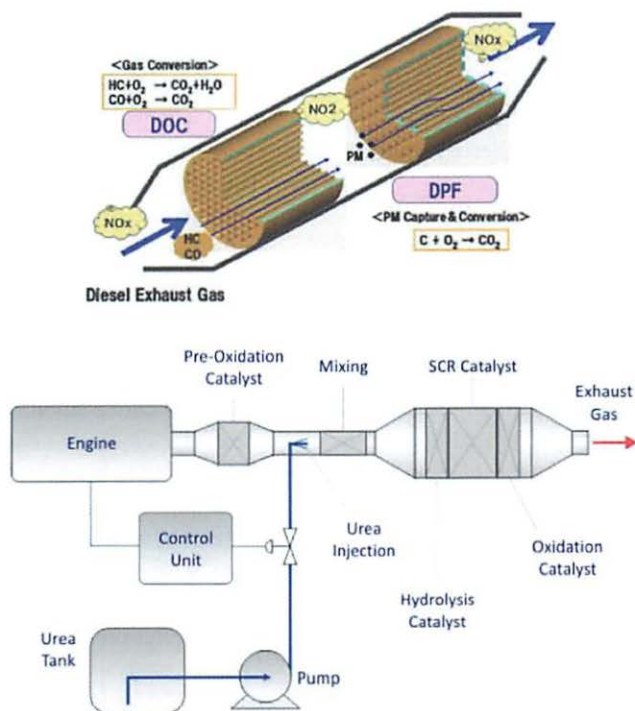 <Gas Conversion>
HC+O₂ → CO₂+H₂O
CO+O₂ → CO₂
DOC
NOx
NO2
PM
DPF
<PM Capture & Conversion>
C + O₂ → CO₂
NOx
HC
CO
Diesel Exhaust Gas
Pre-Oxidation
Catalyst
Mixing
SCR Catalyst
Exhaust
Gas
Engine
Control
Unit
Urea
Injection
Oxidation
Catalyst
Hydrolysis
Catalyst
Urea
Tank
Pump